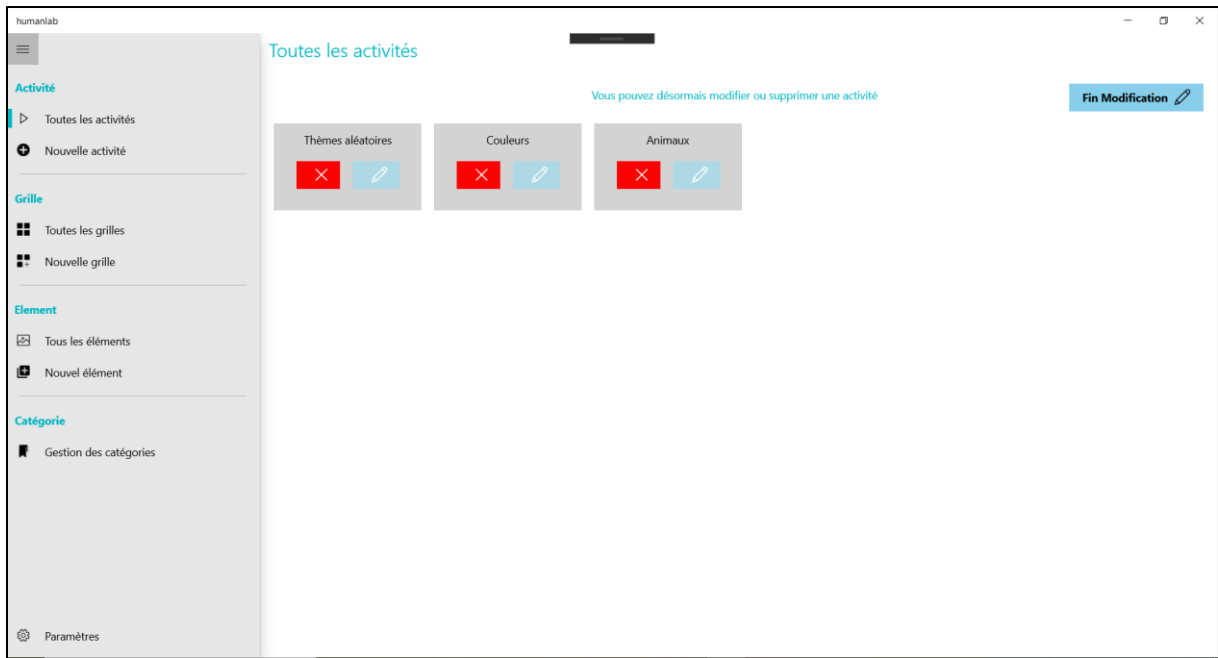 humanlab
Toutes les activités
Activité
Vous pouvez désormais modifier ou supprimer une activité
Fin Modification
Toutes les activités
Nouvelle activité
Thèmes aléatoires
Couleurs
Animaux
Grille
Toutes les grilles
Nouvelle grille
Element
Tous les éléments
Nouvel élément
Catégorie
Gestion des catégories
Paramètres